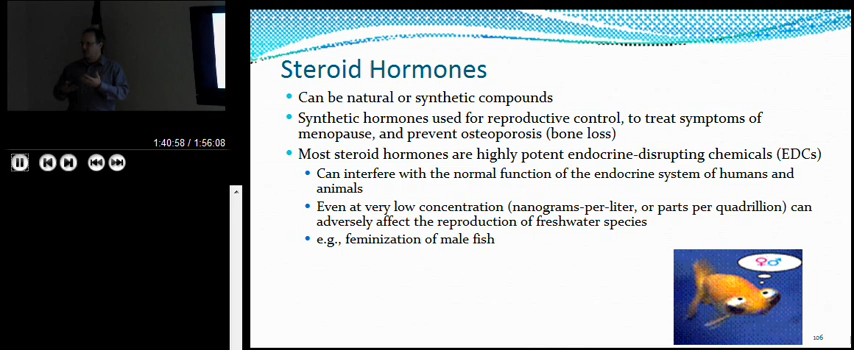 Steroid Hormones
Can be natural or synthetic compounds
Synthetic hormones used for reproductive control, to treat symptoms of
menopause, and prevent osteoporosis (bone loss)
Most steroid hormones are highly potent endocrine-disrupting chemicals (EDCs)
Can interfere with the normal function of the endocrine system of humans and
animals
Even at very low concentration (nanograms-per-liter, or parts per quadrillion) can
adversely affect the reproduction of freshwater species
e.g., feminization of male fish
1:40:58 / 1:56:08
106